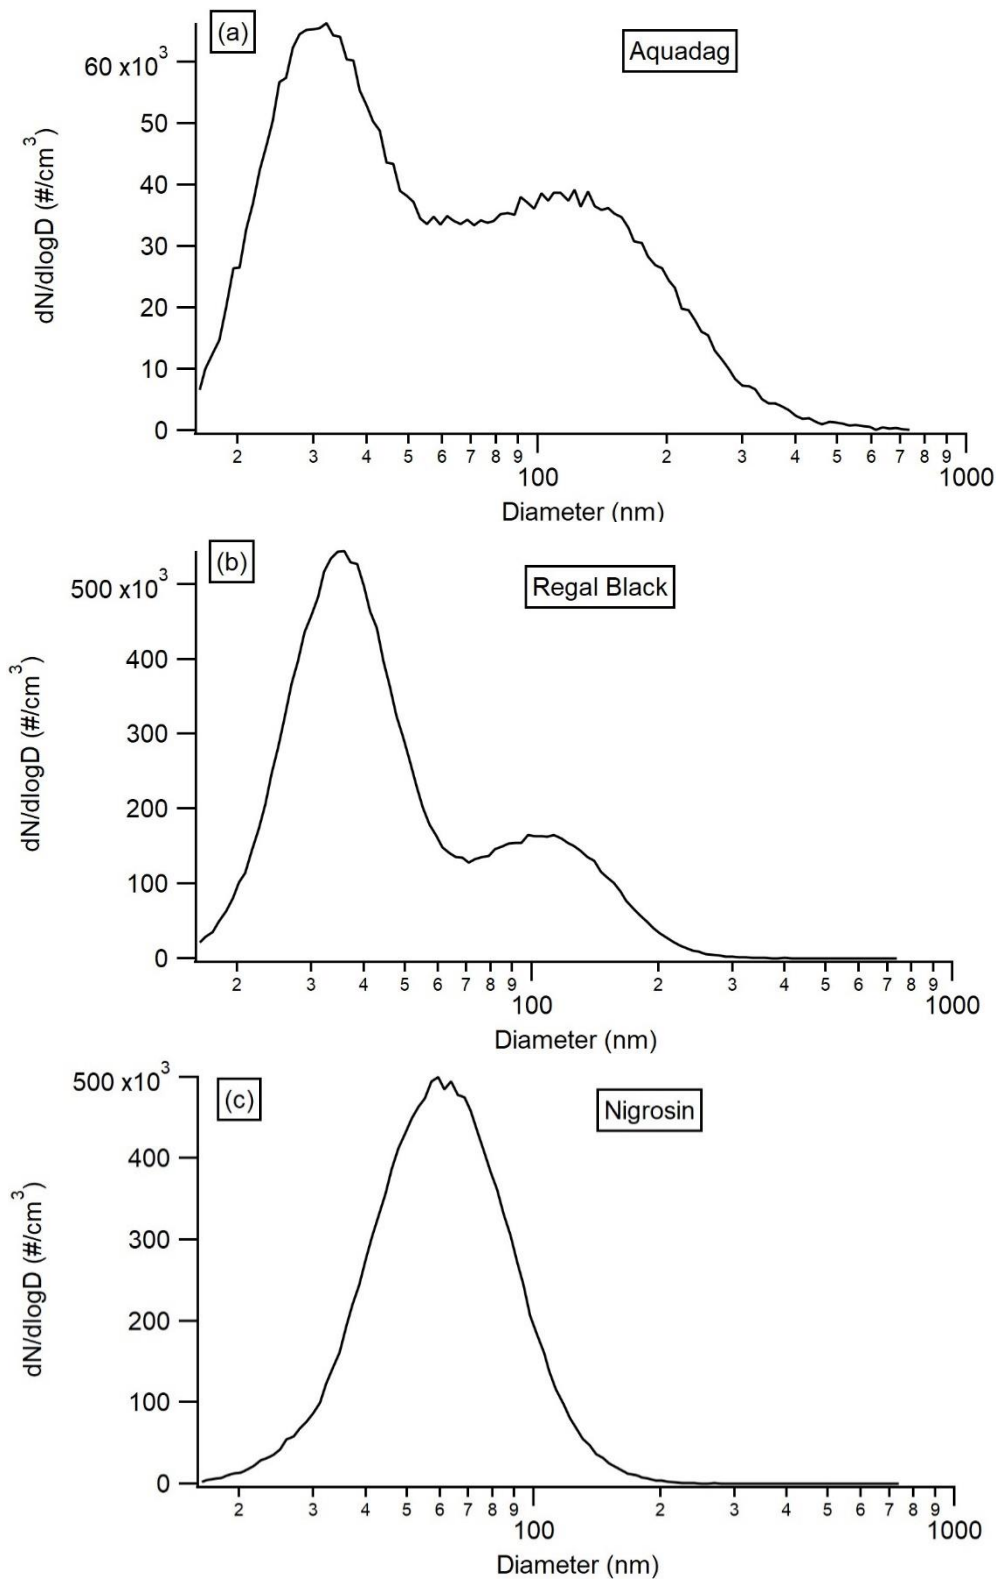 (a)
Aquadag
60 x10³
50
40
30
20
10
0
dN/dlogD (#/cm³)
2 3 4 5 6 7 8 9 2 3 4 5 6 7 8 9
100 1000
Diameter (nm)
(b)
Regal Black
500 x10³
400
300
200
100
0
dN/dlogD (#/cm³)
2 3 4 5 6 7 8 9 2 3 4 5 6 7 8 9
100 1000
Diameter (nm)
500 x10³
(c)
Nigrosin
400
300
200
100
0
dN/dlogD (#/cm³)
2 3 4 5 6 7 8 9 2 3 4 5 6 7 8 9
100 1000
Diameter (nm)